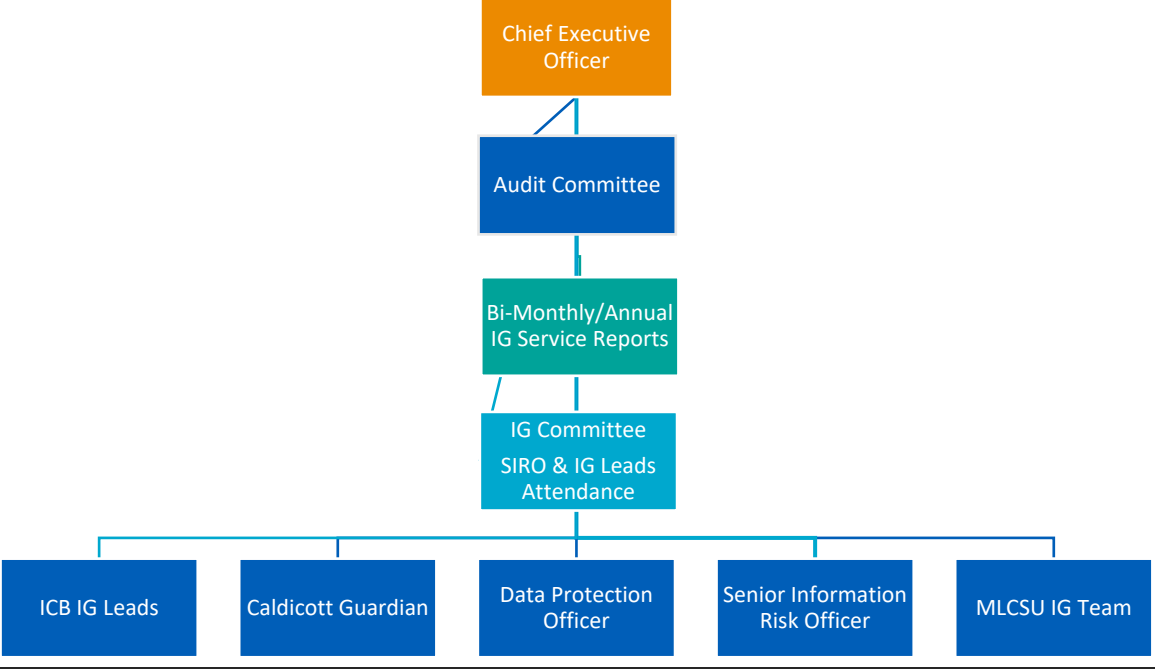 Chief Executive
Officer
Audit Committee
Bi-Monthly/Annual
IG Service Reports
IG Committee
SIRO & IG Leads
Attendance
ICB IG Leads
Caldicott Guardian
Data Protection
Officer
Senior Information
Risk Officer
MLCSU IG Team